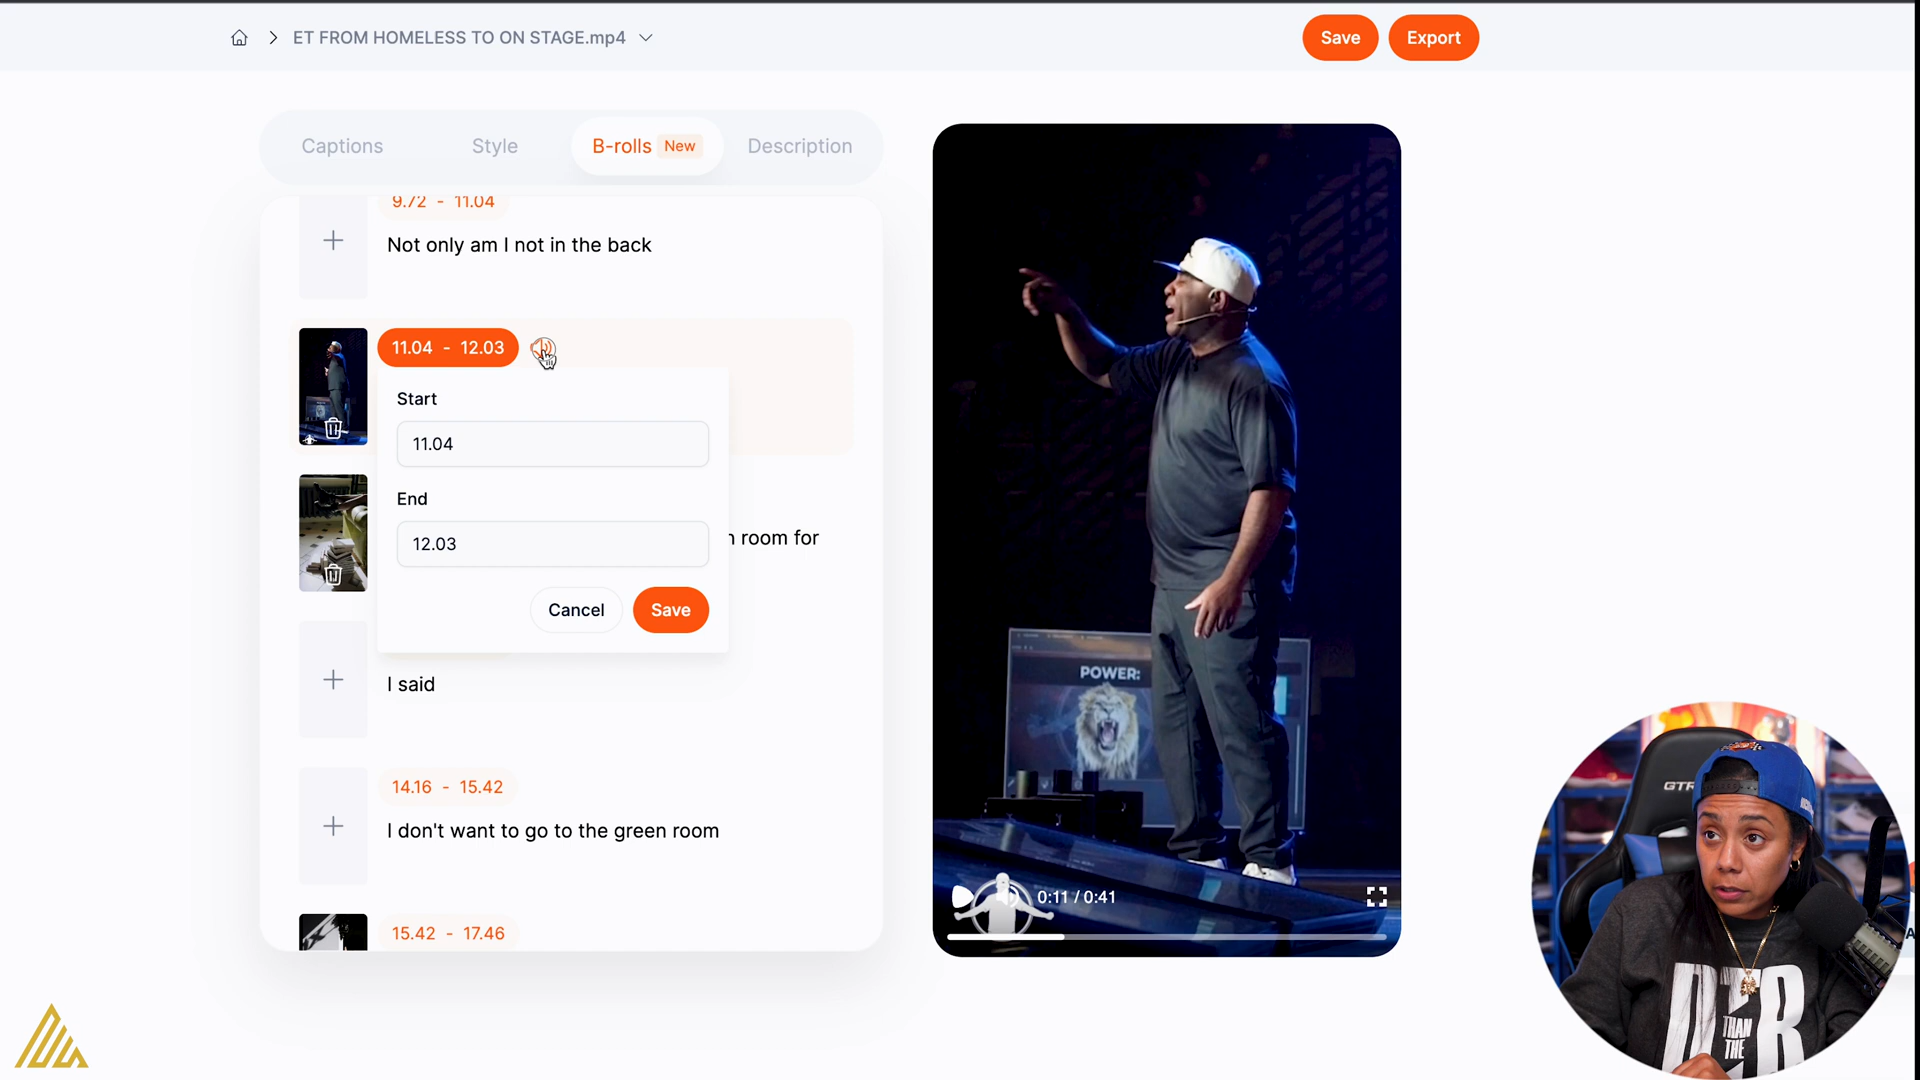 ET FROM HOMELESS TO ON STAGE.mp4
Save
Export
Captions
Style
B-rolls New
Description
9.72 - 11.04
Not only am I not in the back
11.04 - 12.03
Start
11.04
End
12.03
Cancel
Save
room for
I said
14.16 - 15.42
I don't want to go to the green room
15.42 - 17.46
POWER:
0:11 / 0:41
GTR
THAN
THE